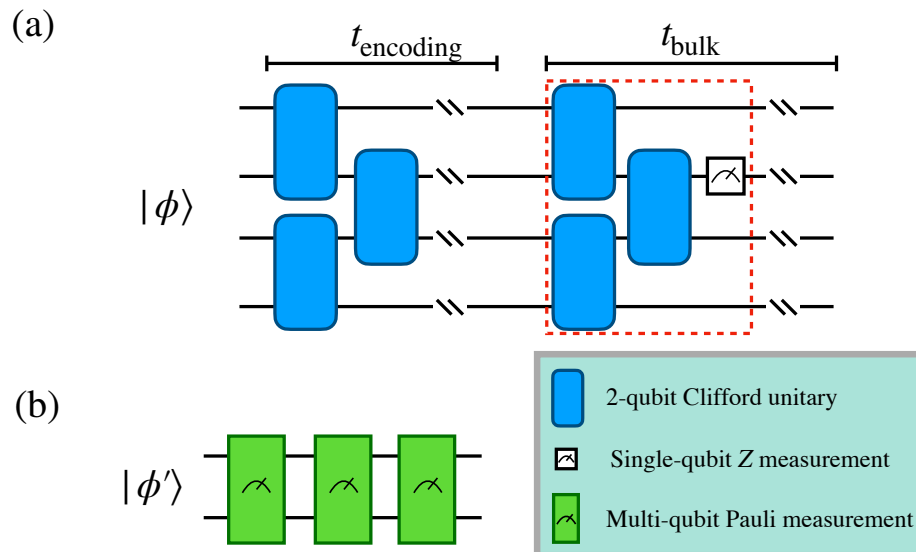 (a)
t_encoding
t_bulk
|ϕ⟩
(b)
|ϕ′⟩
2-qubit Clifford unitary
Single-qubit Z measurement
Multi-qubit Pauli measurement